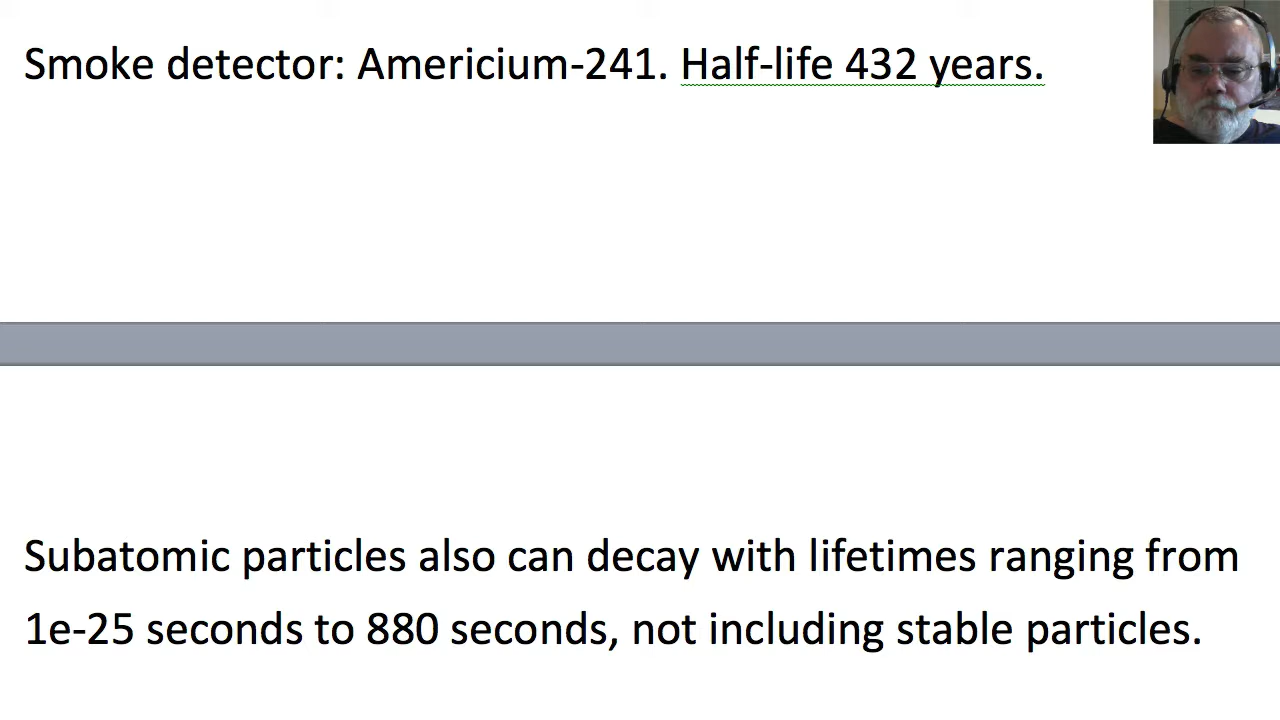 Smoke detector: Americium-241. Half-life 432 years.
Subatomic particles also can decay with lifetimes ranging from
1e-25 seconds to 880 seconds, not including stable particles.